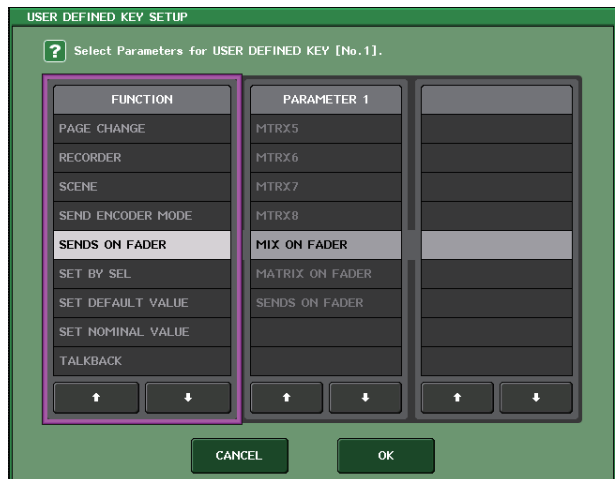 USER DEFINED KEY SETUP
? Select Parameters for USER DEFINED KEY [No.1].
FUNCTION
PAGE CHANGE
RECORDER
SCENE
SEND ENCODER MODE
SENDS ON FADER
SET BY SEL
SET DEFAULT VALUE
SET NOMINAL VALUE
TALKBACK
PARAMETER 1
MTRX5
MTRX6
MTRX7
MTRX8
MIX ON FADER
MATRIX ON FADER
SENDS ON FADER
CANCEL
OK